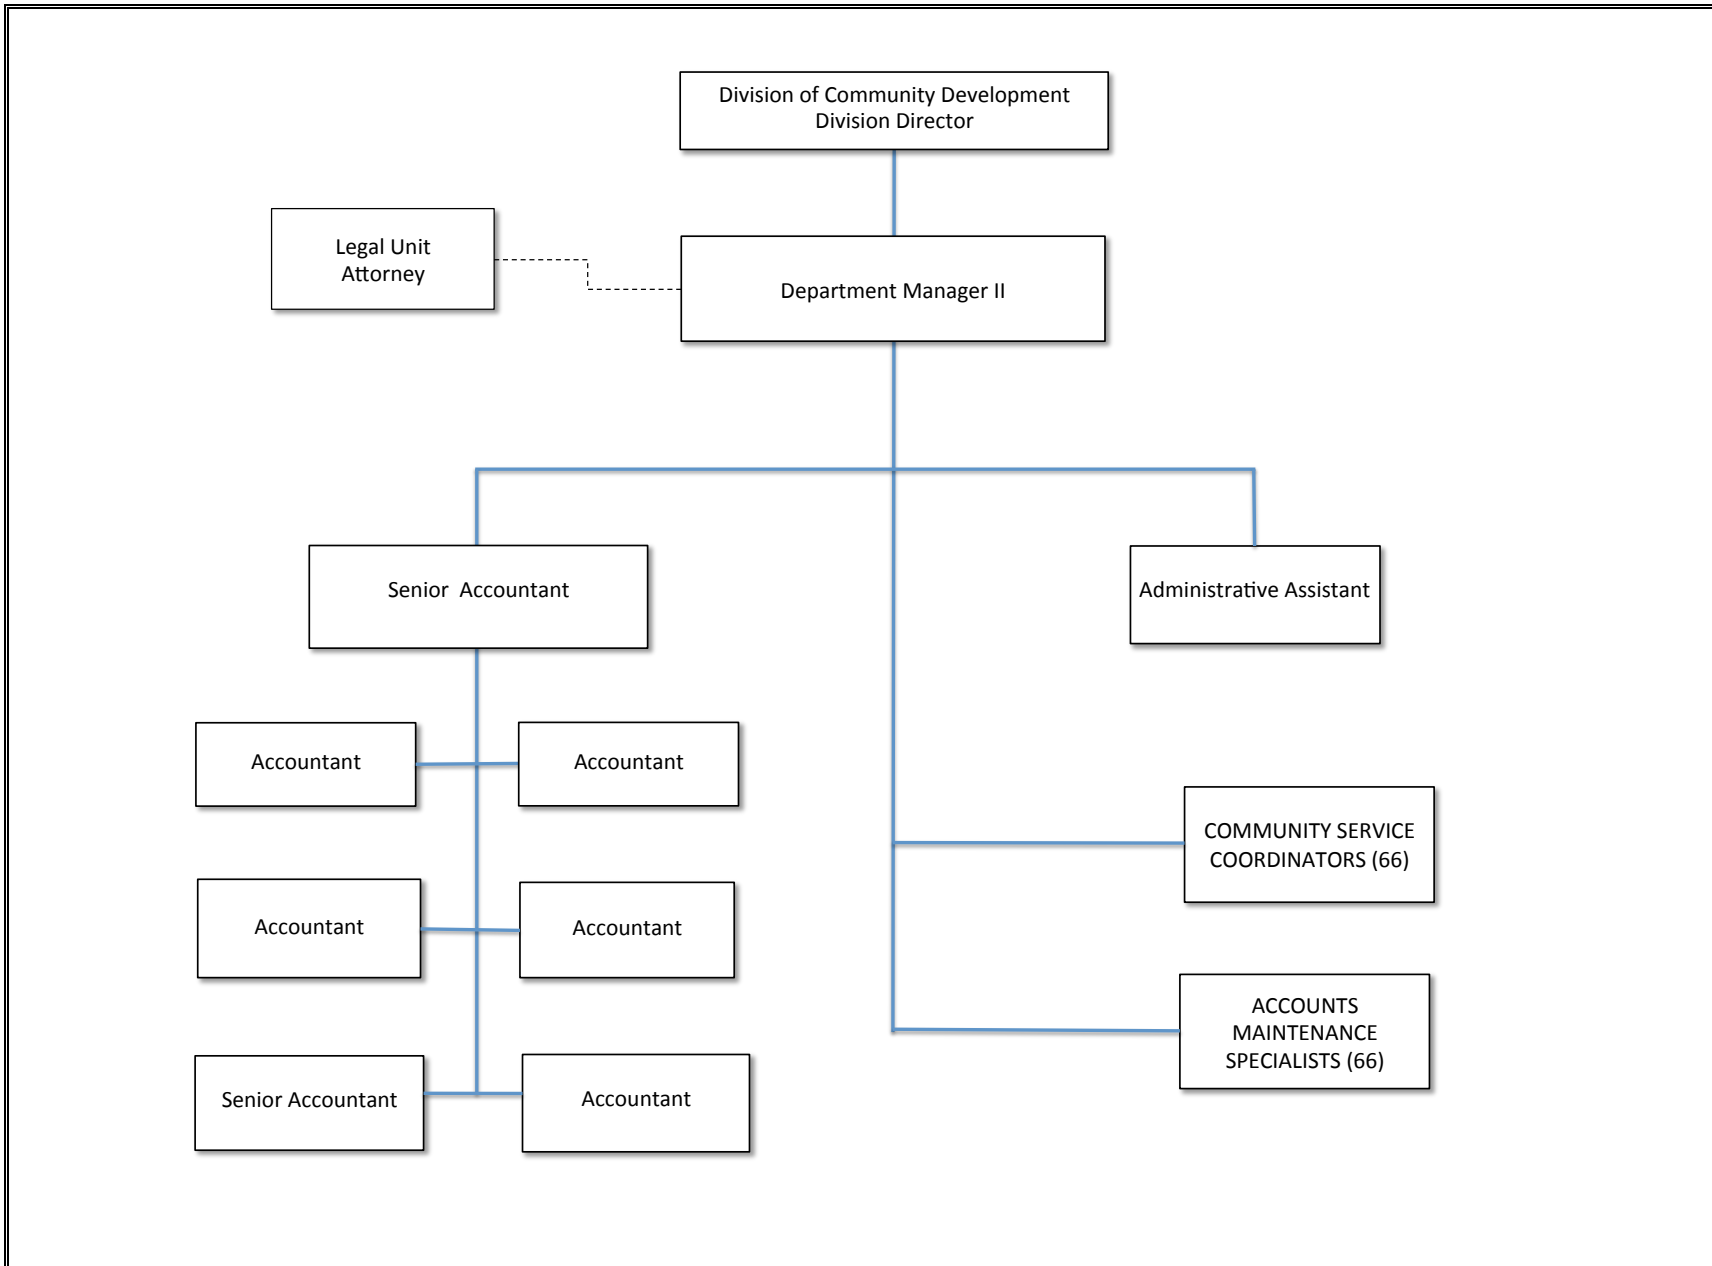 Division of Community Development
Division Director
Legal Unit
Attorney
Department Manager II
Senior  Accountant
Administrative Assistant
Accountant
Accountant
COMMUNITY SERVICE
COORDINATORS (66)
Accountant
Accountant
ACCOUNTS
MAINTENANCE
SPECIALISTS (66)
Senior Accountant
Accountant